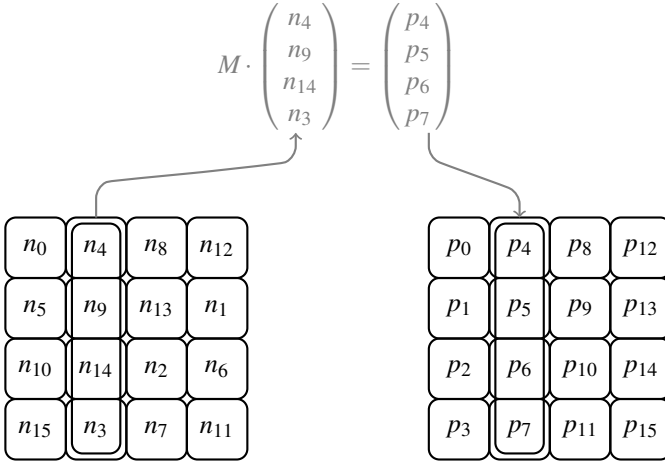 M · ( n₄ n₉ n₁₄ n₃ ) = ( p₄ p₅ p₆ p₇ )
n₀ n₄ n₈ n₁₂ p₀ p₄ p₈ p₁₂
n₅ n₉ n₁₃ n₁ p₁ p₅ p₉ p₁₃
n₁₀ n₁₄ n₂ n₆ p₂ p₆ p₁₀ p₁₄
n₁₅ n₃ n₇ n₁₁ p₃ p₇ p₁₁ p₁₅